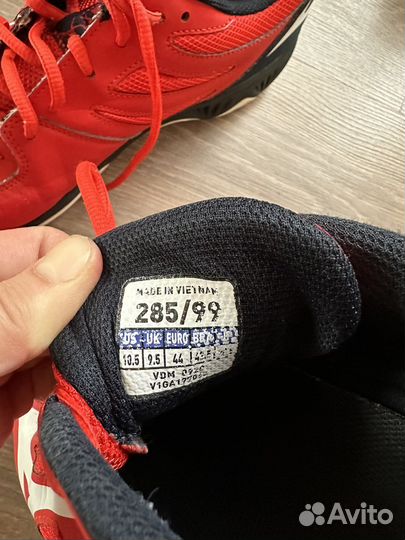 MADE IN VIETNAM
285/99
US UK EURO
10.5 9.5 44
VDM
Avito